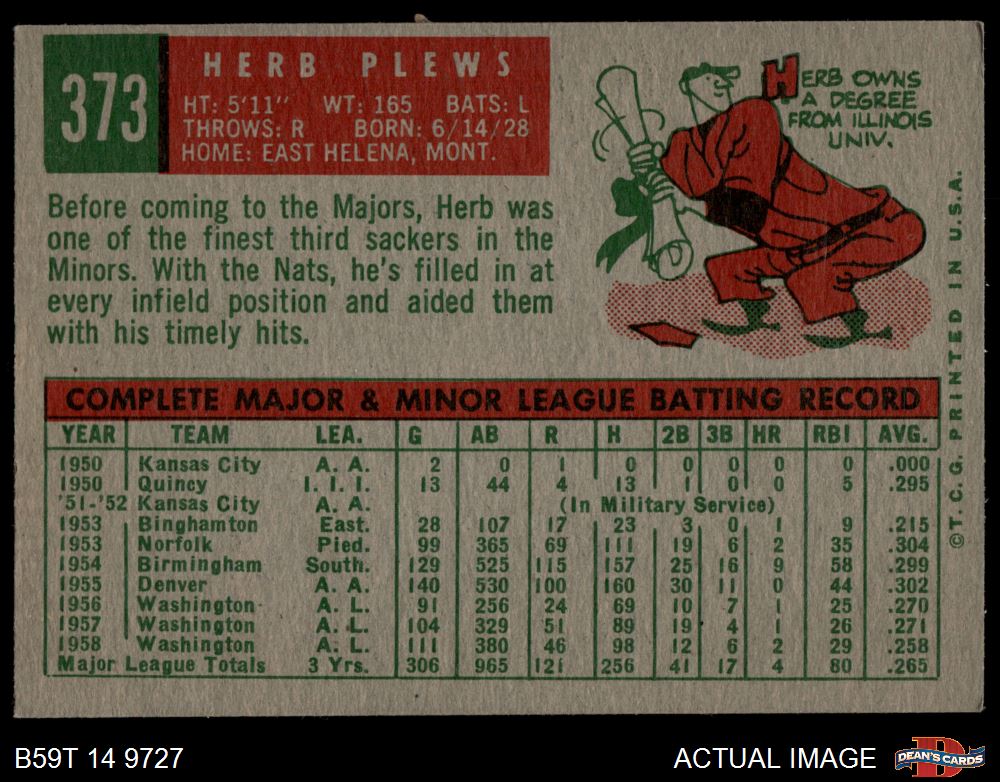 373
HERB PLEWS
HT: 5'11" WT: 165 BATS: L
THROWS: R BORN: 6/14/28
HOME: EAST HELENA, MONT.
HERB OWNS
A DEGREE
FROM ILLINOIS
UNIV.
Before coming to the Majors, Herb was
one of the finest third sackers in the
Minors. With the Nats, he's filled in at
every infield position and aided them
with his timely hits.
COMPLETE MAJOR & MINOR LEAGUE BATTING RECORD
YEAR TEAM LEA. G AB R H 2B 3B HR RBI AVG.
1950 Kansas City A. A. 2 0 1 0 0 0 0 0 .000
1950 Quincy I. I. I. 13 44 4 13 1 0 0 5 .295
'51-'52 Kansas City A. A. (In Military Service)
1953 Binghamton East. 28 107 17 23 3 0 1 9 .215
1953 Norfolk Pied. 99 365 69 111 19 6 2 35 .304
1954 Birmingham South. 129 525 115 157 25 16 9 58 .299
1955 Denver A. A. 140 530 100 160 30 11 0 44 .302
1956 Washington A. L. 91 256 24 69 10 7 1 25 .270
1957 Washington A. L. 104 329 51 89 19 4 1 26 .271
1958 Washington A. L. 111 380 46 98 12 6 2 29 .258
Major League Totals 3 Yrs. 306 965 121 256 41 17 4 80 .265
©T. C. G. PRINTED IN U.S.A.
B59T 14 9727
ACTUAL IMAGE
D
DEAN'S CARDS